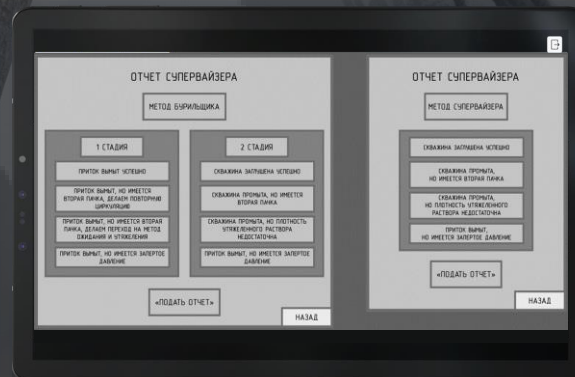 ОТЧЕТ СУПЕРВАЙЗЕРА
МЕТОД БУРИЛЬЩИКА
1 СТАДИЯ
ПРИТОК ВЫМЫТ УСПЕШНО
ПРИТОК ВЫМЫТ, НО ИМЕЕТСЯ
ВТОРАЯ ПАЧКА, ДЕЛАЕМ ПОВТОРНУЮ
ЦИРКУЛЯЦИЮ
ПРИТОК ВЫМЫТ, НО ИМЕЕТСЯ ВТОРАЯ
ПАЧКА, ДЕЛАЕМ ПЕРЕХОД НА МЕТОД
ОЖИДАНИЯ И УТЯЖЕЛЕНИЯ
ПРИТОК ВЫМЫТ, НО ИМЕЕТСЯ ЗАПЕРТОЕ
ДАВЛЕНИЕ
2 СТАДИЯ
СКВАЖИНА ЗАГЛУШЕНА УСПЕШНО
СКВАЖИНА ПРОМЫТА, НО ИМЕЕТСЯ
ВТОРАЯ ПАЧКА
СКВАЖИНА ПРОМЫТА, НО ПЛОТНОСТЬ
УТЯЖЕЛЕННОГО РАСТВОРА
НЕДОСТАТОЧНА
ПРИТОК ВЫМЫТ, НО ИМЕЕТСЯ ЗАПЕРТОЕ
ДАВЛЕНИЕ
«ПОДАТЬ ОТЧЕТ»
НАЗАД
ОТЧЕТ СУПЕРВАЙЗЕРА
МЕТОД СУПЕРВАЙЗЕРА
СКВАЖИНА ЗАГЛУШЕНА УСПЕШНО
СКВАЖИНА ПРОМЫТА,
НО ИМЕЕТСЯ ВТОРАЯ ПАЧКА
СКВАЖИНА ПРОМЫТА,
НО ПЛОТНОСТЬ УТЯЖЕЛЕННОГО
РАСТВОРА НЕДОСТАТОЧНА
ПРИТОК ВЫМЫТ,
НО ИМЕЕТСЯ ЗАПЕРТОЕ ДАВЛЕНИЕ
«ПОДАТЬ ОТЧЕТ»
НАЗАД